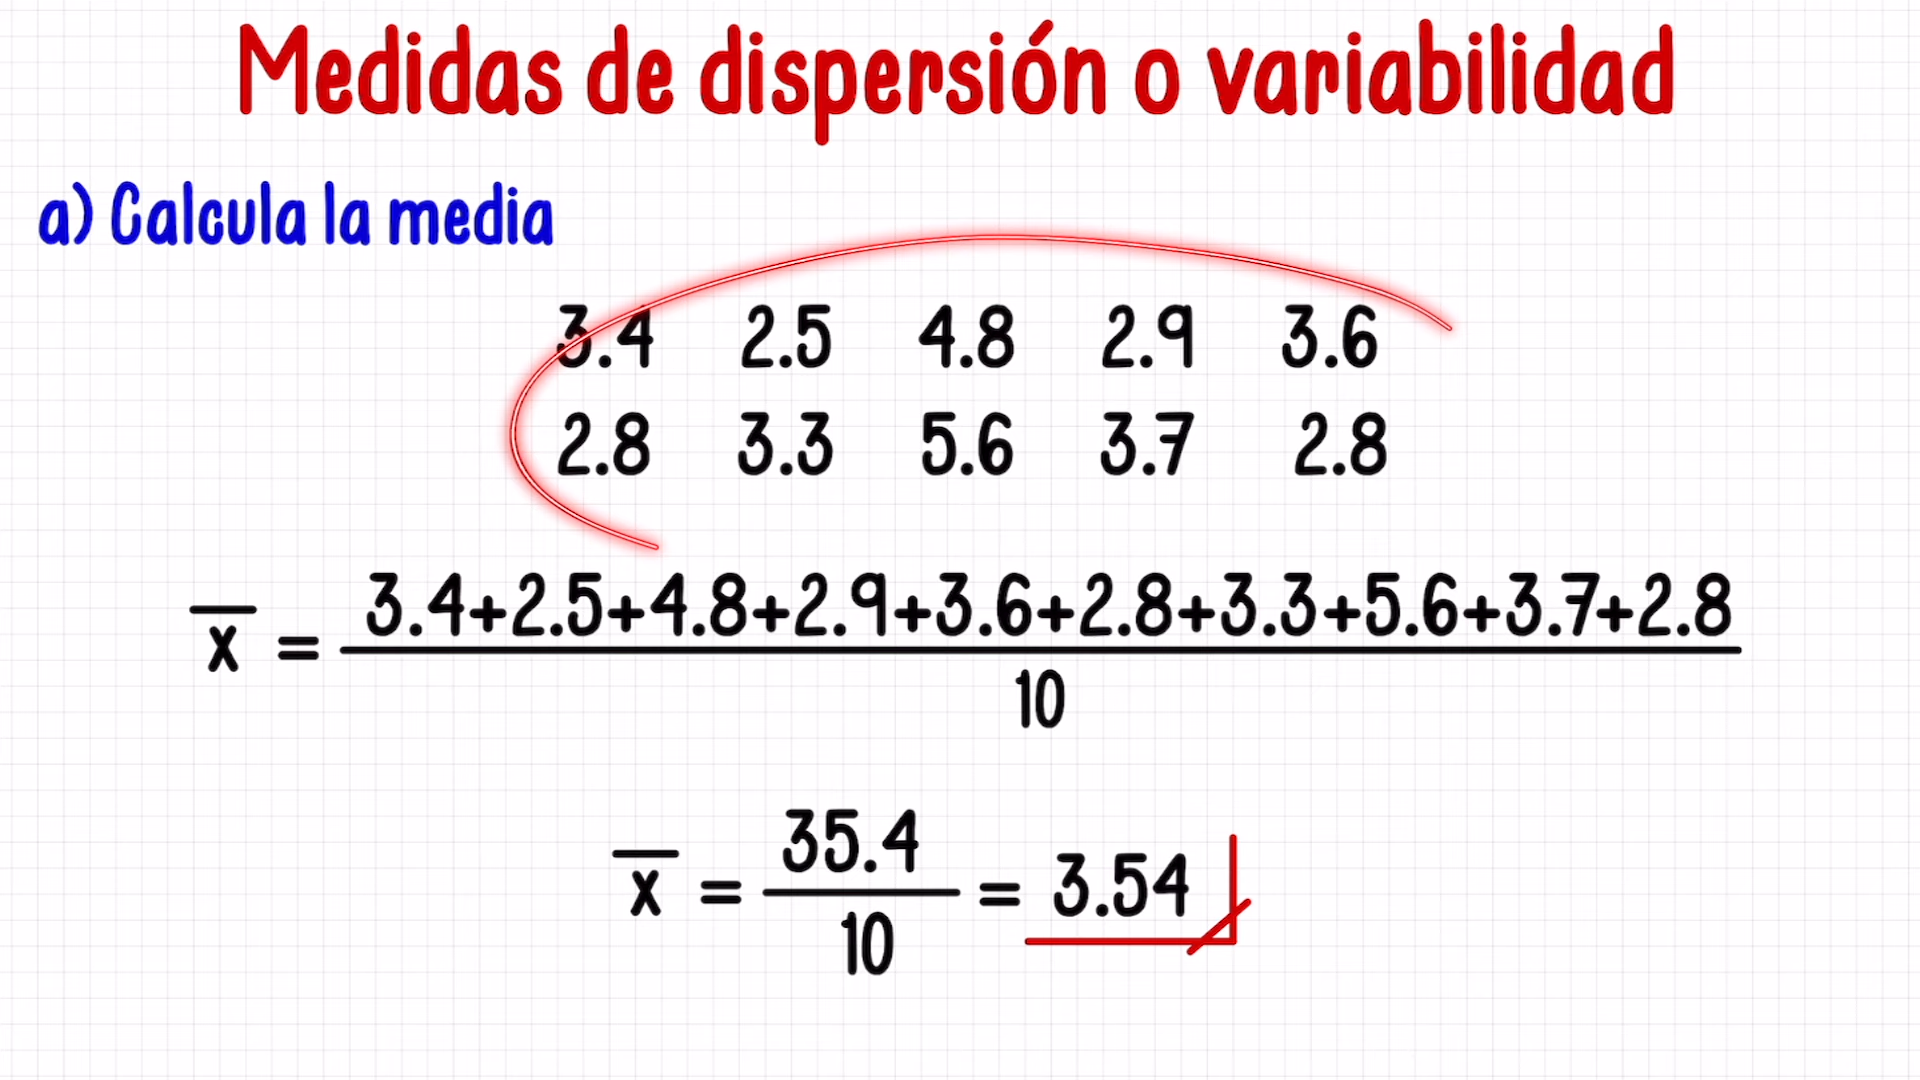 Medidas de dispersión o variabilidad
a) Calcula la media
3.4 2.5 4.8 2.9 3.6
2.8 3.3 5.6 3.7 2.8
x̄ = 3.4+2.5+4.8+2.9+3.6+2.8+3.3+5.6+3.7+2.8
10
x̄ = 35.4 = 3.54
10